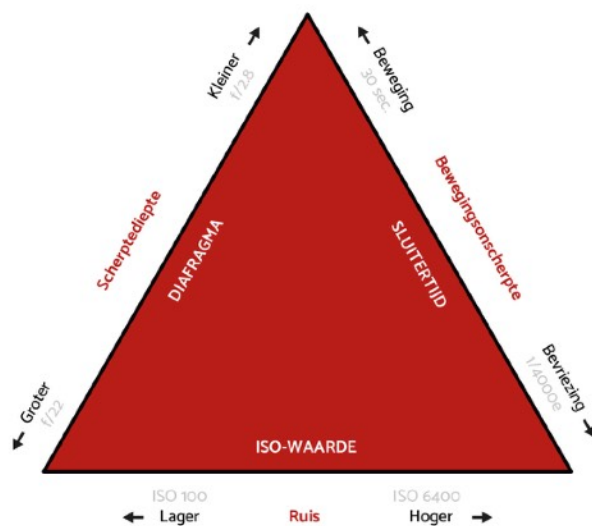 Kleiner
f/2.8
Beweging
30 sec.
Scherptediepte
DIAFRAGMA
SLUITERTIJD
Bewegingsonscherpte
Groter
f/22
Bevriezing
1/4000e
ISO-WAARDE
ISO 100
ISO 6400
Lager
Ruis
Hoger